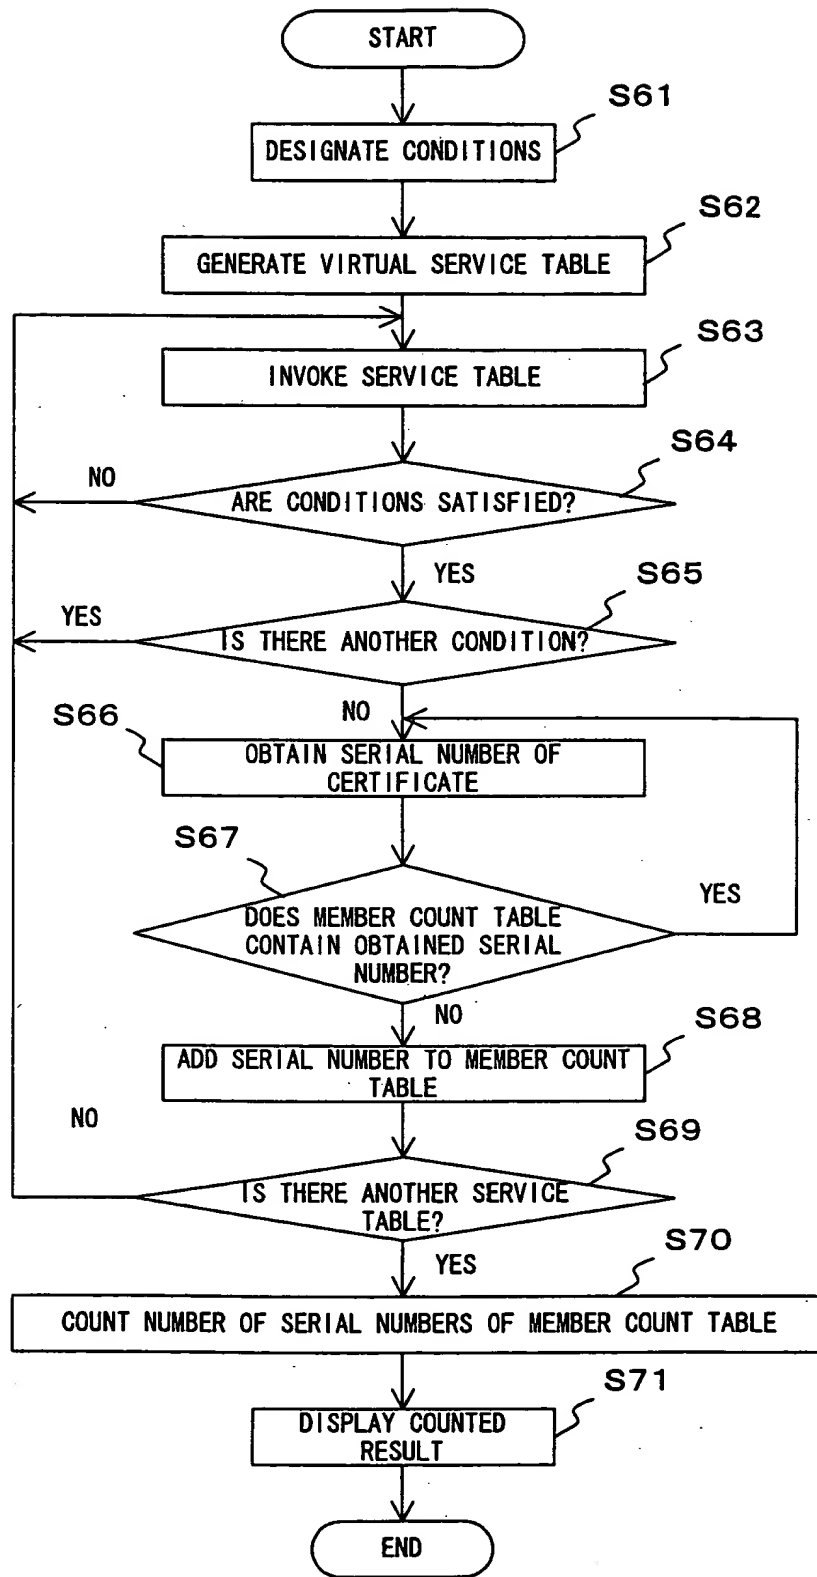 START
S61
DESIGNATE CONDITIONS
S62
GENERATE VIRTUAL SERVICE TABLE
S63
INVOKE SERVICE TABLE
S64
NO
ARE CONDITIONS SATISFIED?
YES
S65
YES
IS THERE ANOTHER CONDITION?
NO
S66
OBTAIN SERIAL NUMBER OF
CERTIFICATE
S67
YES
DOES MEMBER COUNT TABLE
CONTAIN OBTAINED SERIAL
NUMBER?
NO
S68
ADD SERIAL NUMBER TO MEMBER COUNT
TABLE
NO
S69
IS THERE ANOTHER SERVICE
TABLE?
YES
S70
COUNT NUMBER OF SERIAL NUMBERS OF MEMBER COUNT TABLE
S71
DISPLAY COUNTED
RESULT
END